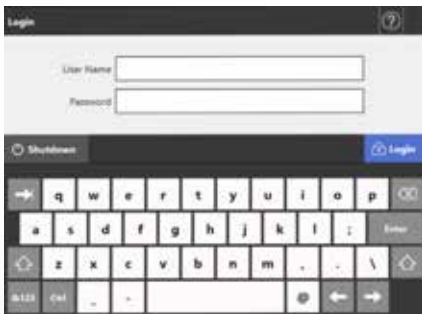 Login ?
User Name
Password
Shutdown Login
q w e r t y u i o p
a s d f g h j k l ; Enter
z x c v b n m , . \
&123 Ctrl _ - @